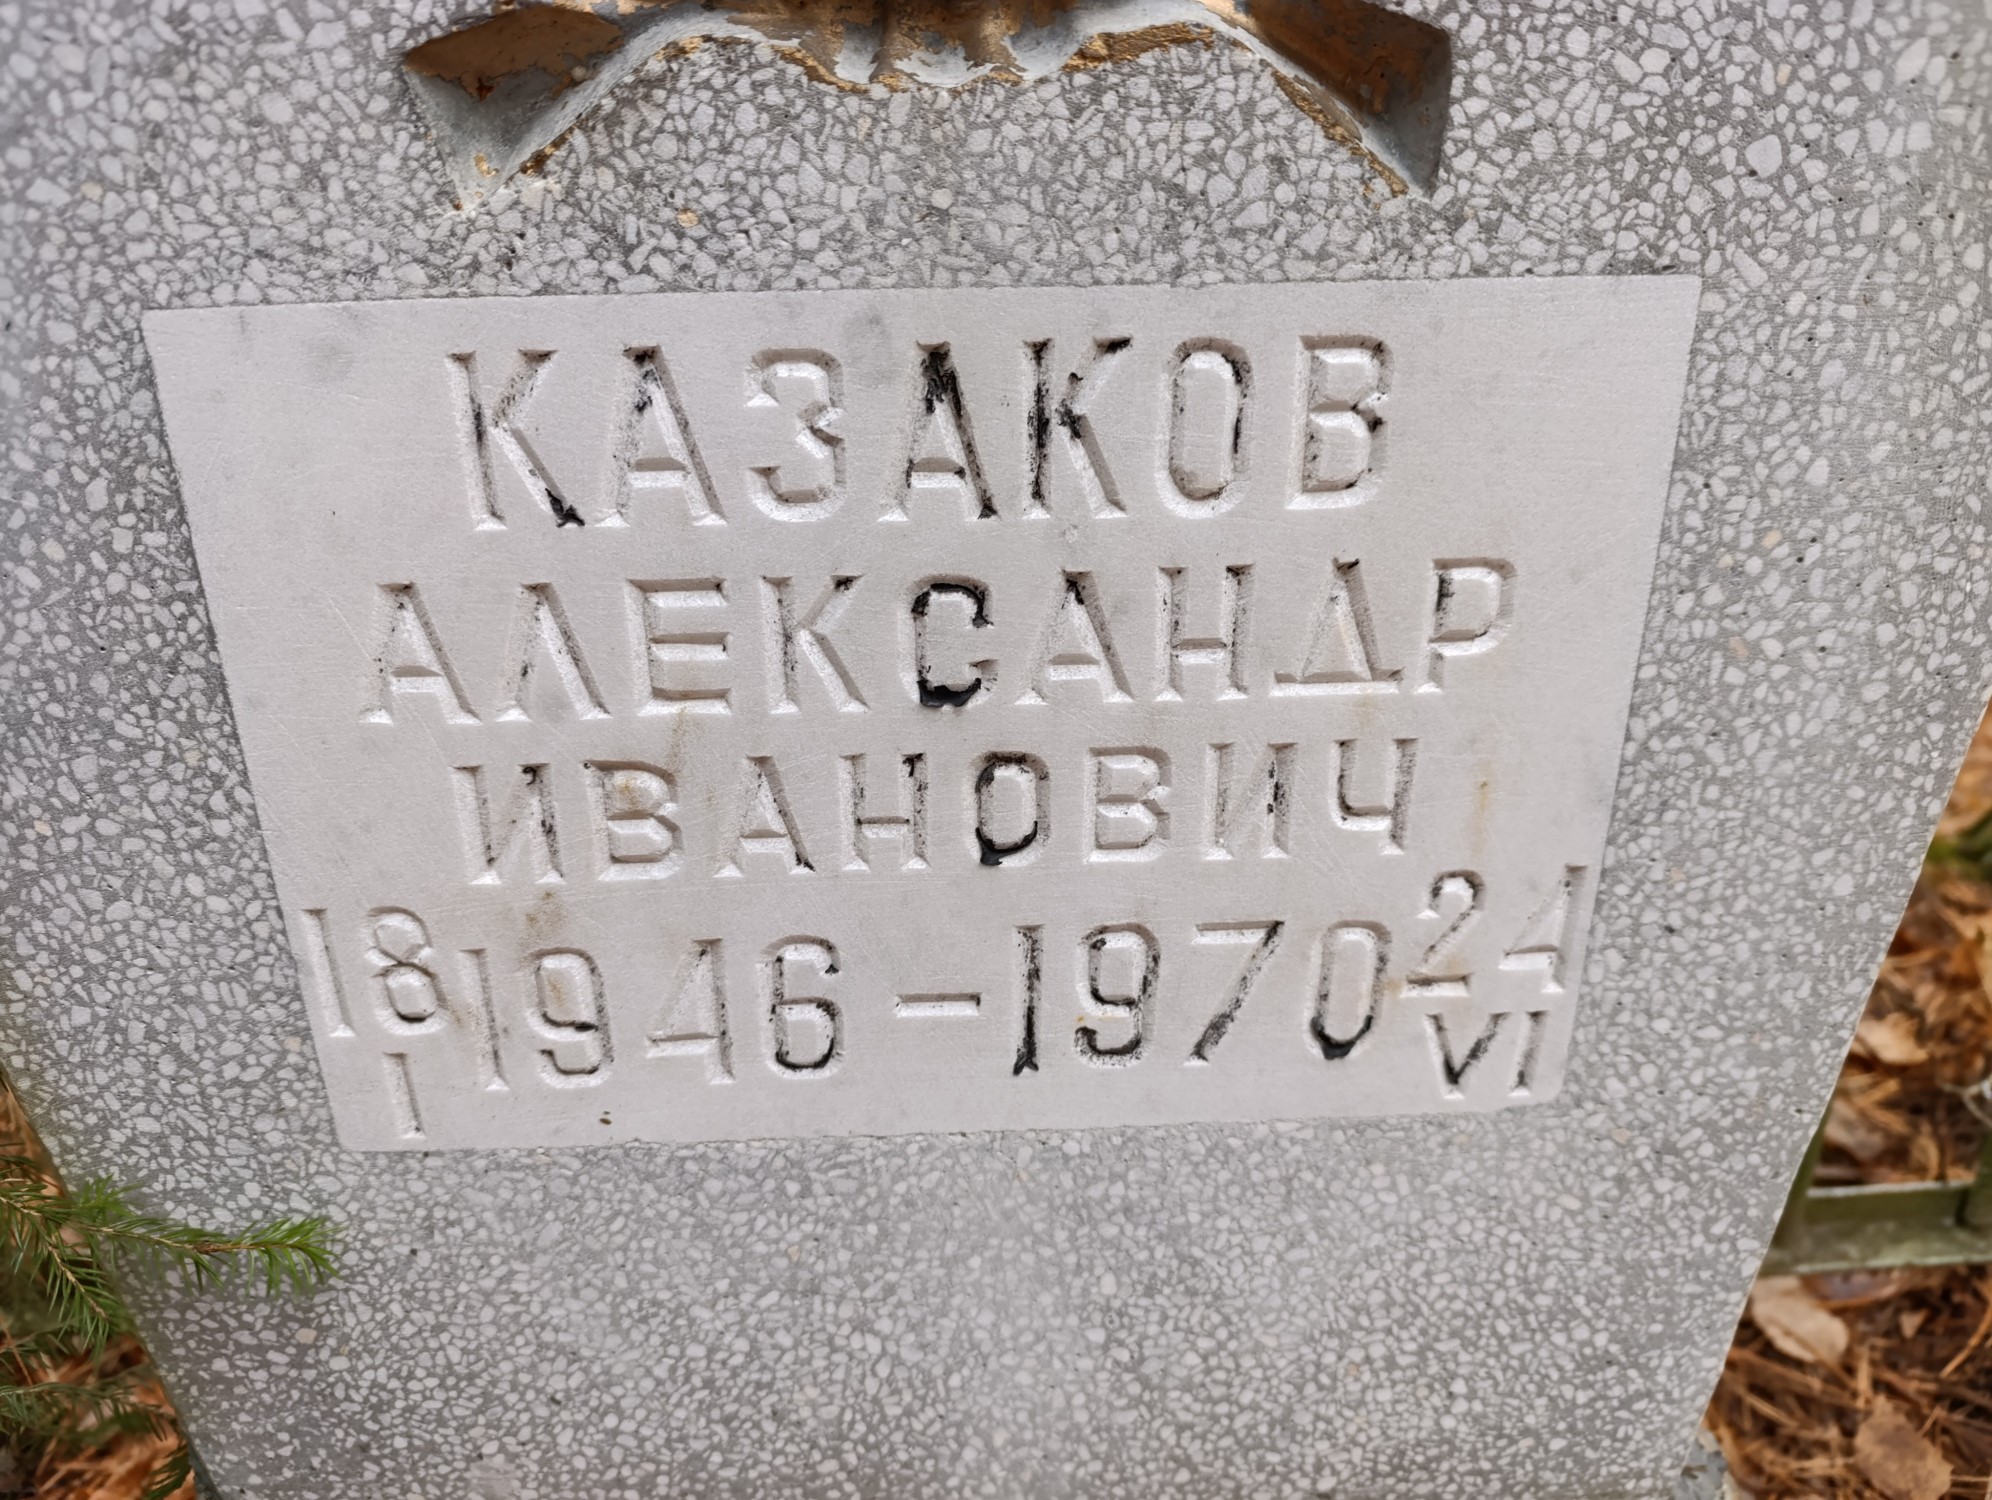 КАЗАКОВ
АЛЕКСАНДР
ИВАНОВИЧ
18/I 1946 – 1970 24/VI